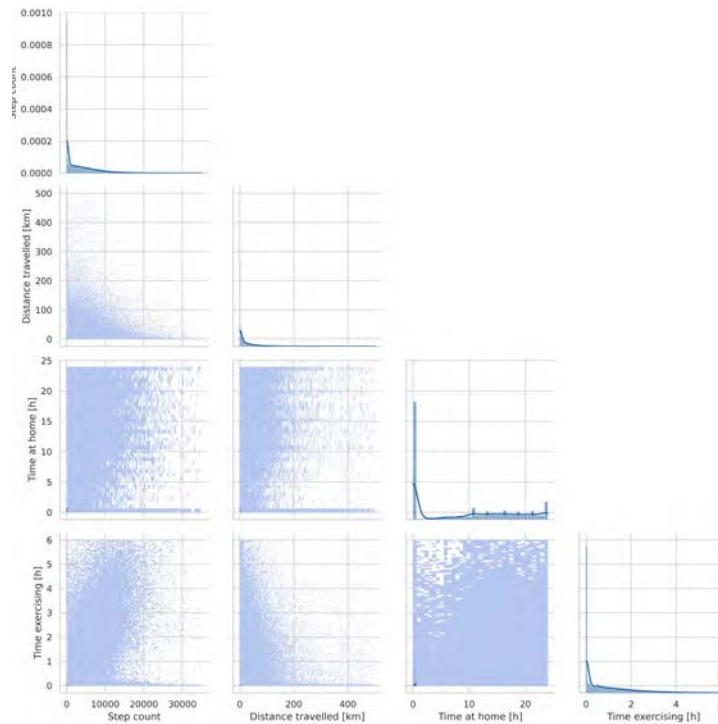 0.0010
0.0008
0.0006
0.0004
0.0002
0.0000
Step count
500
400
300
200
100
0
Distance travelled [km]
25
20
15
10
5
0
Time at home [h]
6
5
4
3
2
1
0
Time exercising [h]
0 10000 20000 30000
0 200 400
0 10 20
0 2 4
Step count
Distance travelled [km]
Time at home [h]
Time exercising [h]